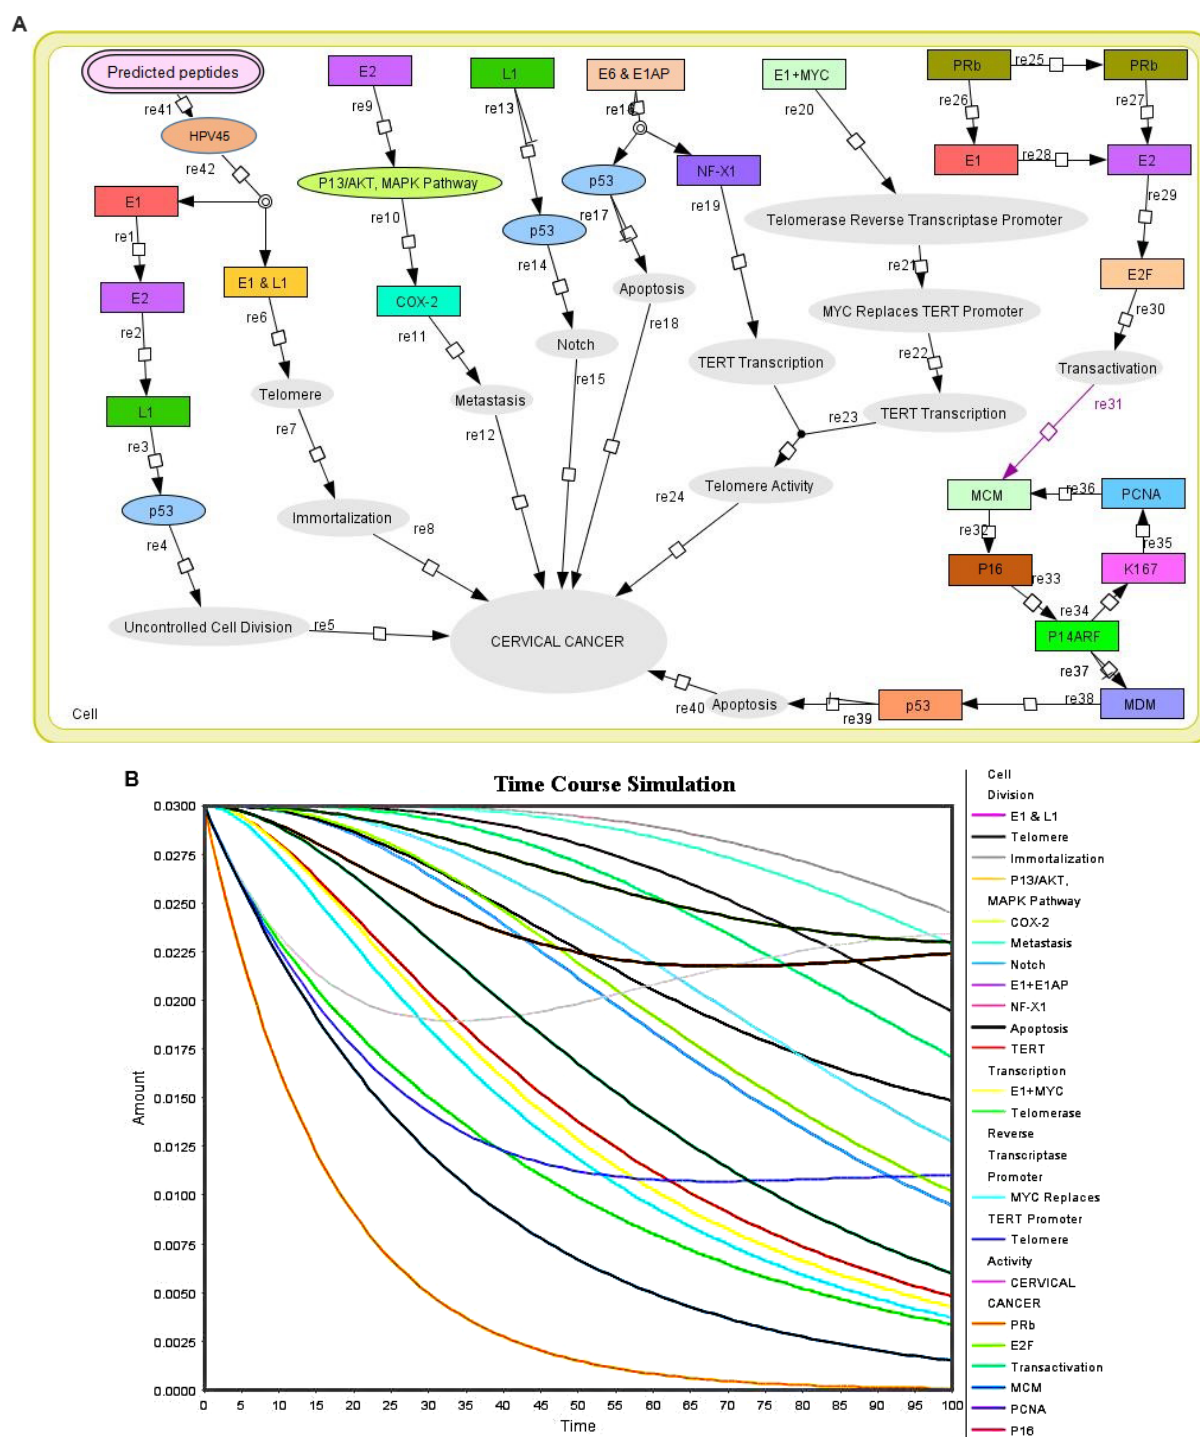 A
Predicted peptides
re41
HPV45
re42
E1
re1
E2
re2
L1
re3
p53
re4
Uncontrolled Cell Division
re5
E1 & L1
re6
Telomere
re7
Immortalization
re8
E2
re9
P13/AKT, MAPK Pathway
re10
COX-2
re11
Metastasis
re12
L1
re13
p53
re14
Notch
re15
E6 & E1AP
re16
p53
re17
Apoptosis
re18
NF-X1
re19
TERT Transcription
E1+MYC
re20
Telomerase Reverse Transcriptase Promoter
re21
MYC Replaces TERT Promoter
re22
TERT Transcription
re23
Telomere Activity
re24
PRb
re25
PRb
re26
re27
E1
re28
E2
re29
E2F
re30
Transactivation
re31
MCM
re36
PCNA
re32
re35
P16
re33
K167
re34
P14ARF
re37
MDM
re38
p53
re39
Apoptosis
re40
CERVICAL CANCER
Cell
B
Time Course Simulation
Amount
0.0300
0.0275
0.0250
0.0225
0.0200
0.0175
0.0150
0.0125
0.0100
0.0075
0.0050
0.0025
0.0000
0 5 10 15 20 25 30 35 40 45 50 55 60 65 70 75 80 85 90 95 100
Time
Cell
Division
E1 & L1
Telomere
Immortalization
P13/AKT,
MAPK Pathway
COX-2
Metastasis
Notch
E1+E1AP
NF-X1
Apoptosis
TERT
Transcription
E1+MYC
Telomerase
Reverse
Transcriptase
Promoter
MYC Replaces
TERT Promoter
Telomere
Activity
CERVICAL
CANCER
PRb
E2F
Transactivation
MCM
PCNA
P16